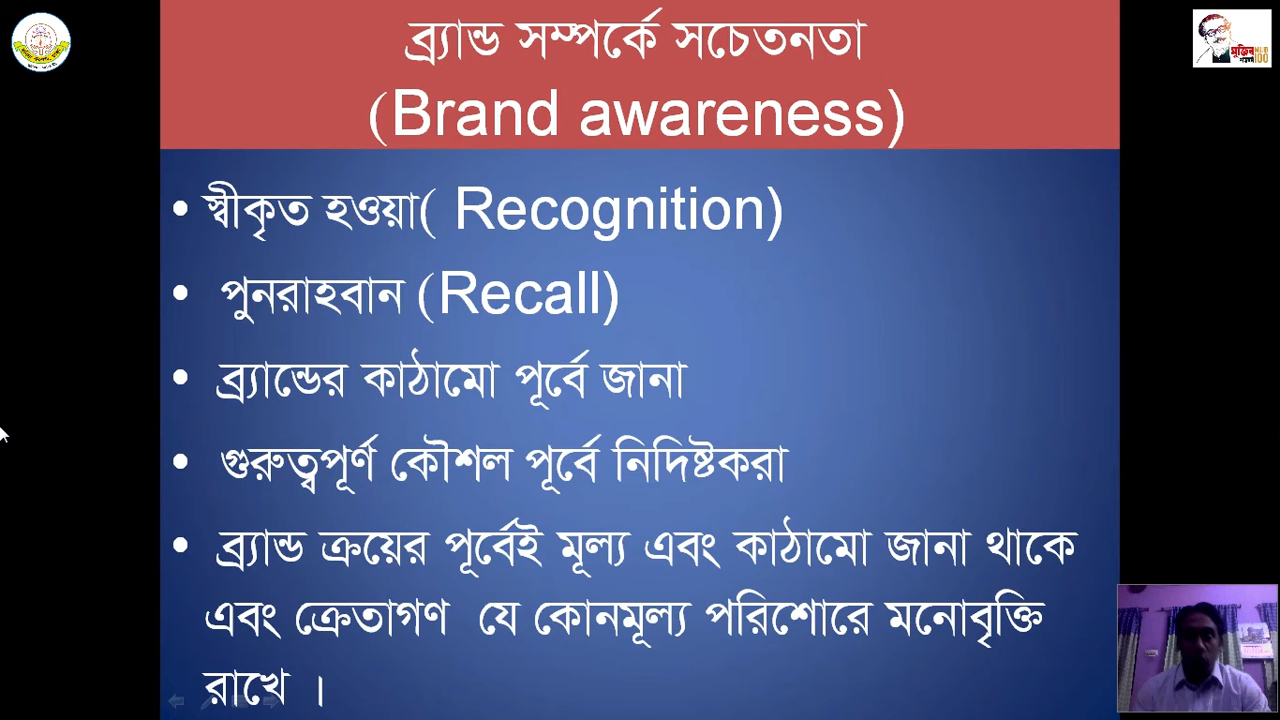 ব্র্যান্ড সম্পর্কে সচেতনতা
(Brand awareness)
• স্বীকৃত হওয়া( Recognition)
• পুনরাহবান (Recall)
• ব্র্যান্ডের কাঠামো পূর্বে জানা
• গুরুত্বপূর্ণ কৌশল পূর্বে নিদিষ্টকরা
• ব্র্যান্ড ক্রয়ের পূর্বেই মূল্য এবং কাঠামো জানা থাকে
এবং ক্রেতাগণ যে কোনমূল্য পরিশোরে মনোবৃক্তি
রাখে ।
মুজিব
100